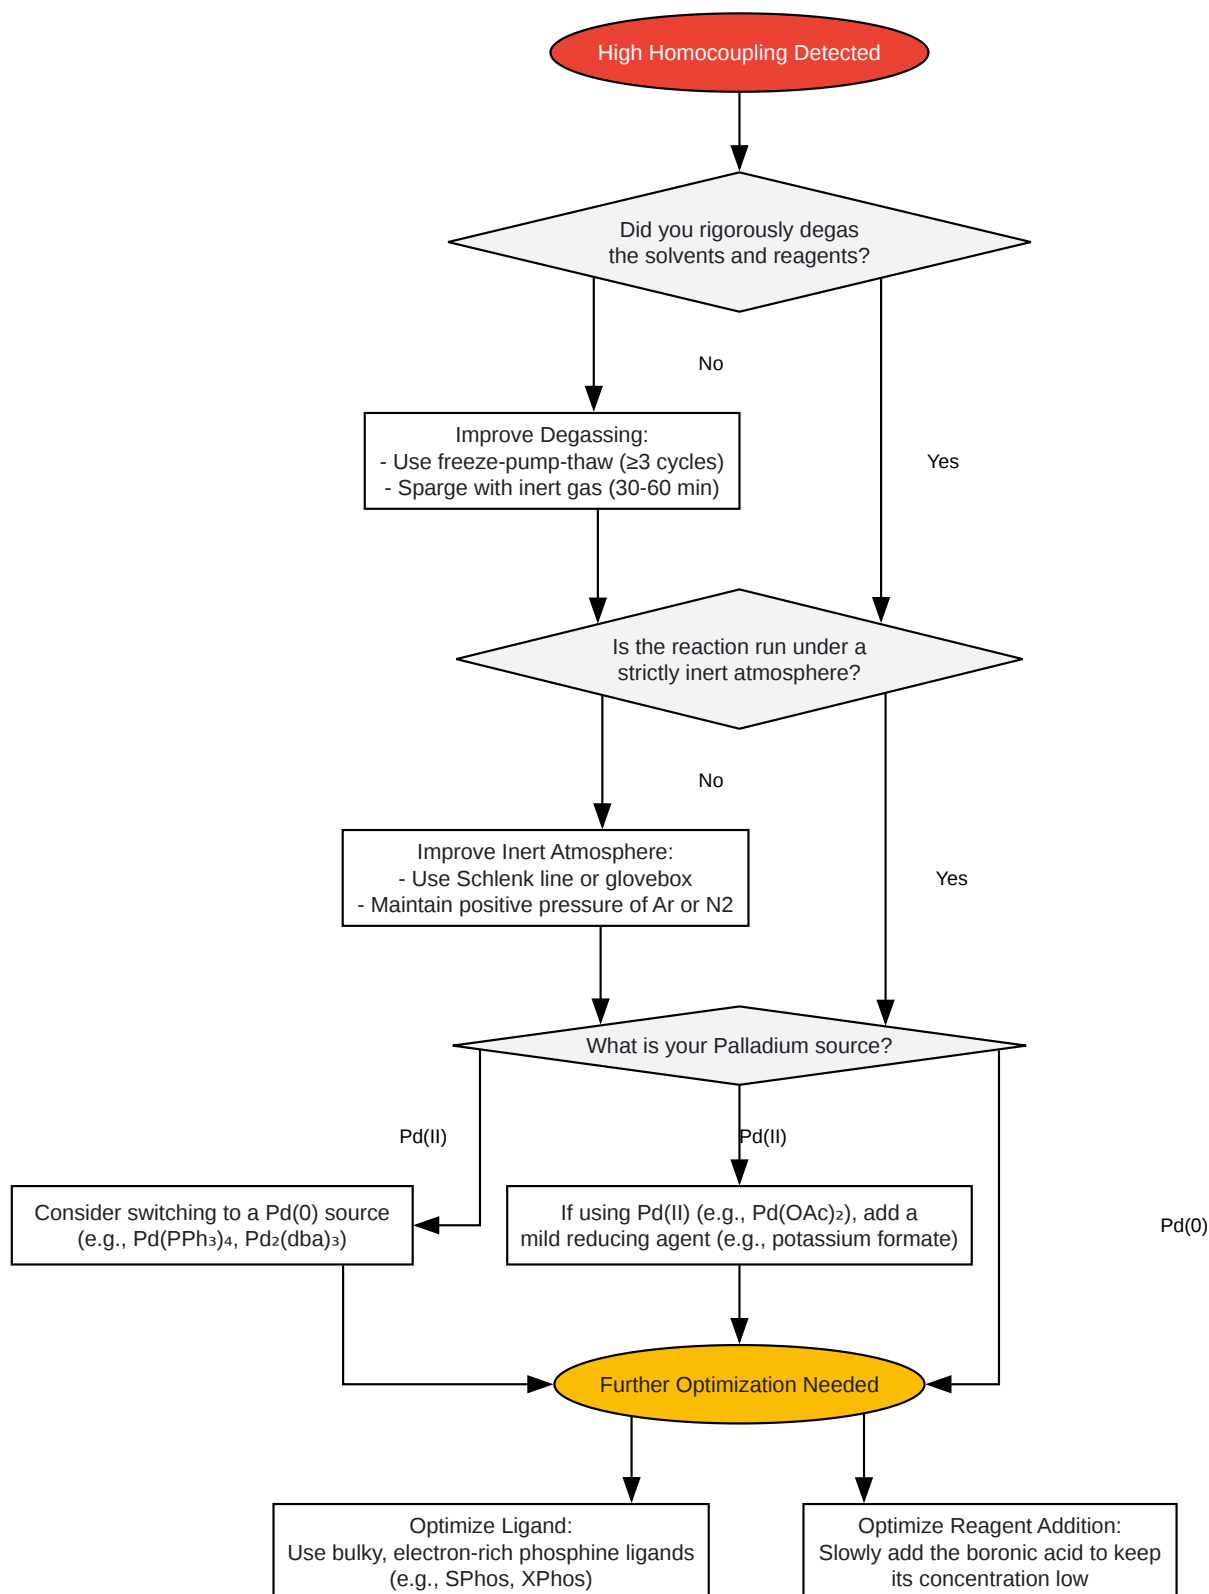 High Homocoupling Detected
Did you rigorously degas
the solvents and reagents?
No
Improve Degassing:
- Use freeze-pump-thaw (≥3 cycles)
- Sparge with inert gas (30-60 min)
Yes
Is the reaction run under a
strictly inert atmosphere?
No
Improve Inert Atmosphere:
- Use Schlenk line or glovebox
- Maintain positive pressure of Ar or N2
Yes
What is your Palladium source?
Pd(II)
Pd(II)
Consider switching to a Pd(0) source
(e.g., Pd(PPh₃)₄, Pd₂(dba)₃)
If using Pd(II) (e.g., Pd(OAc)₂), add a
mild reducing agent (e.g., potassium formate)
Pd(0)
Further Optimization Needed
Optimize Ligand:
Use bulky, electron-rich phosphine ligands
(e.g., SPhos, XPhos)
Optimize Reagent Addition:
Slowly add the boronic acid to keep
its concentration low